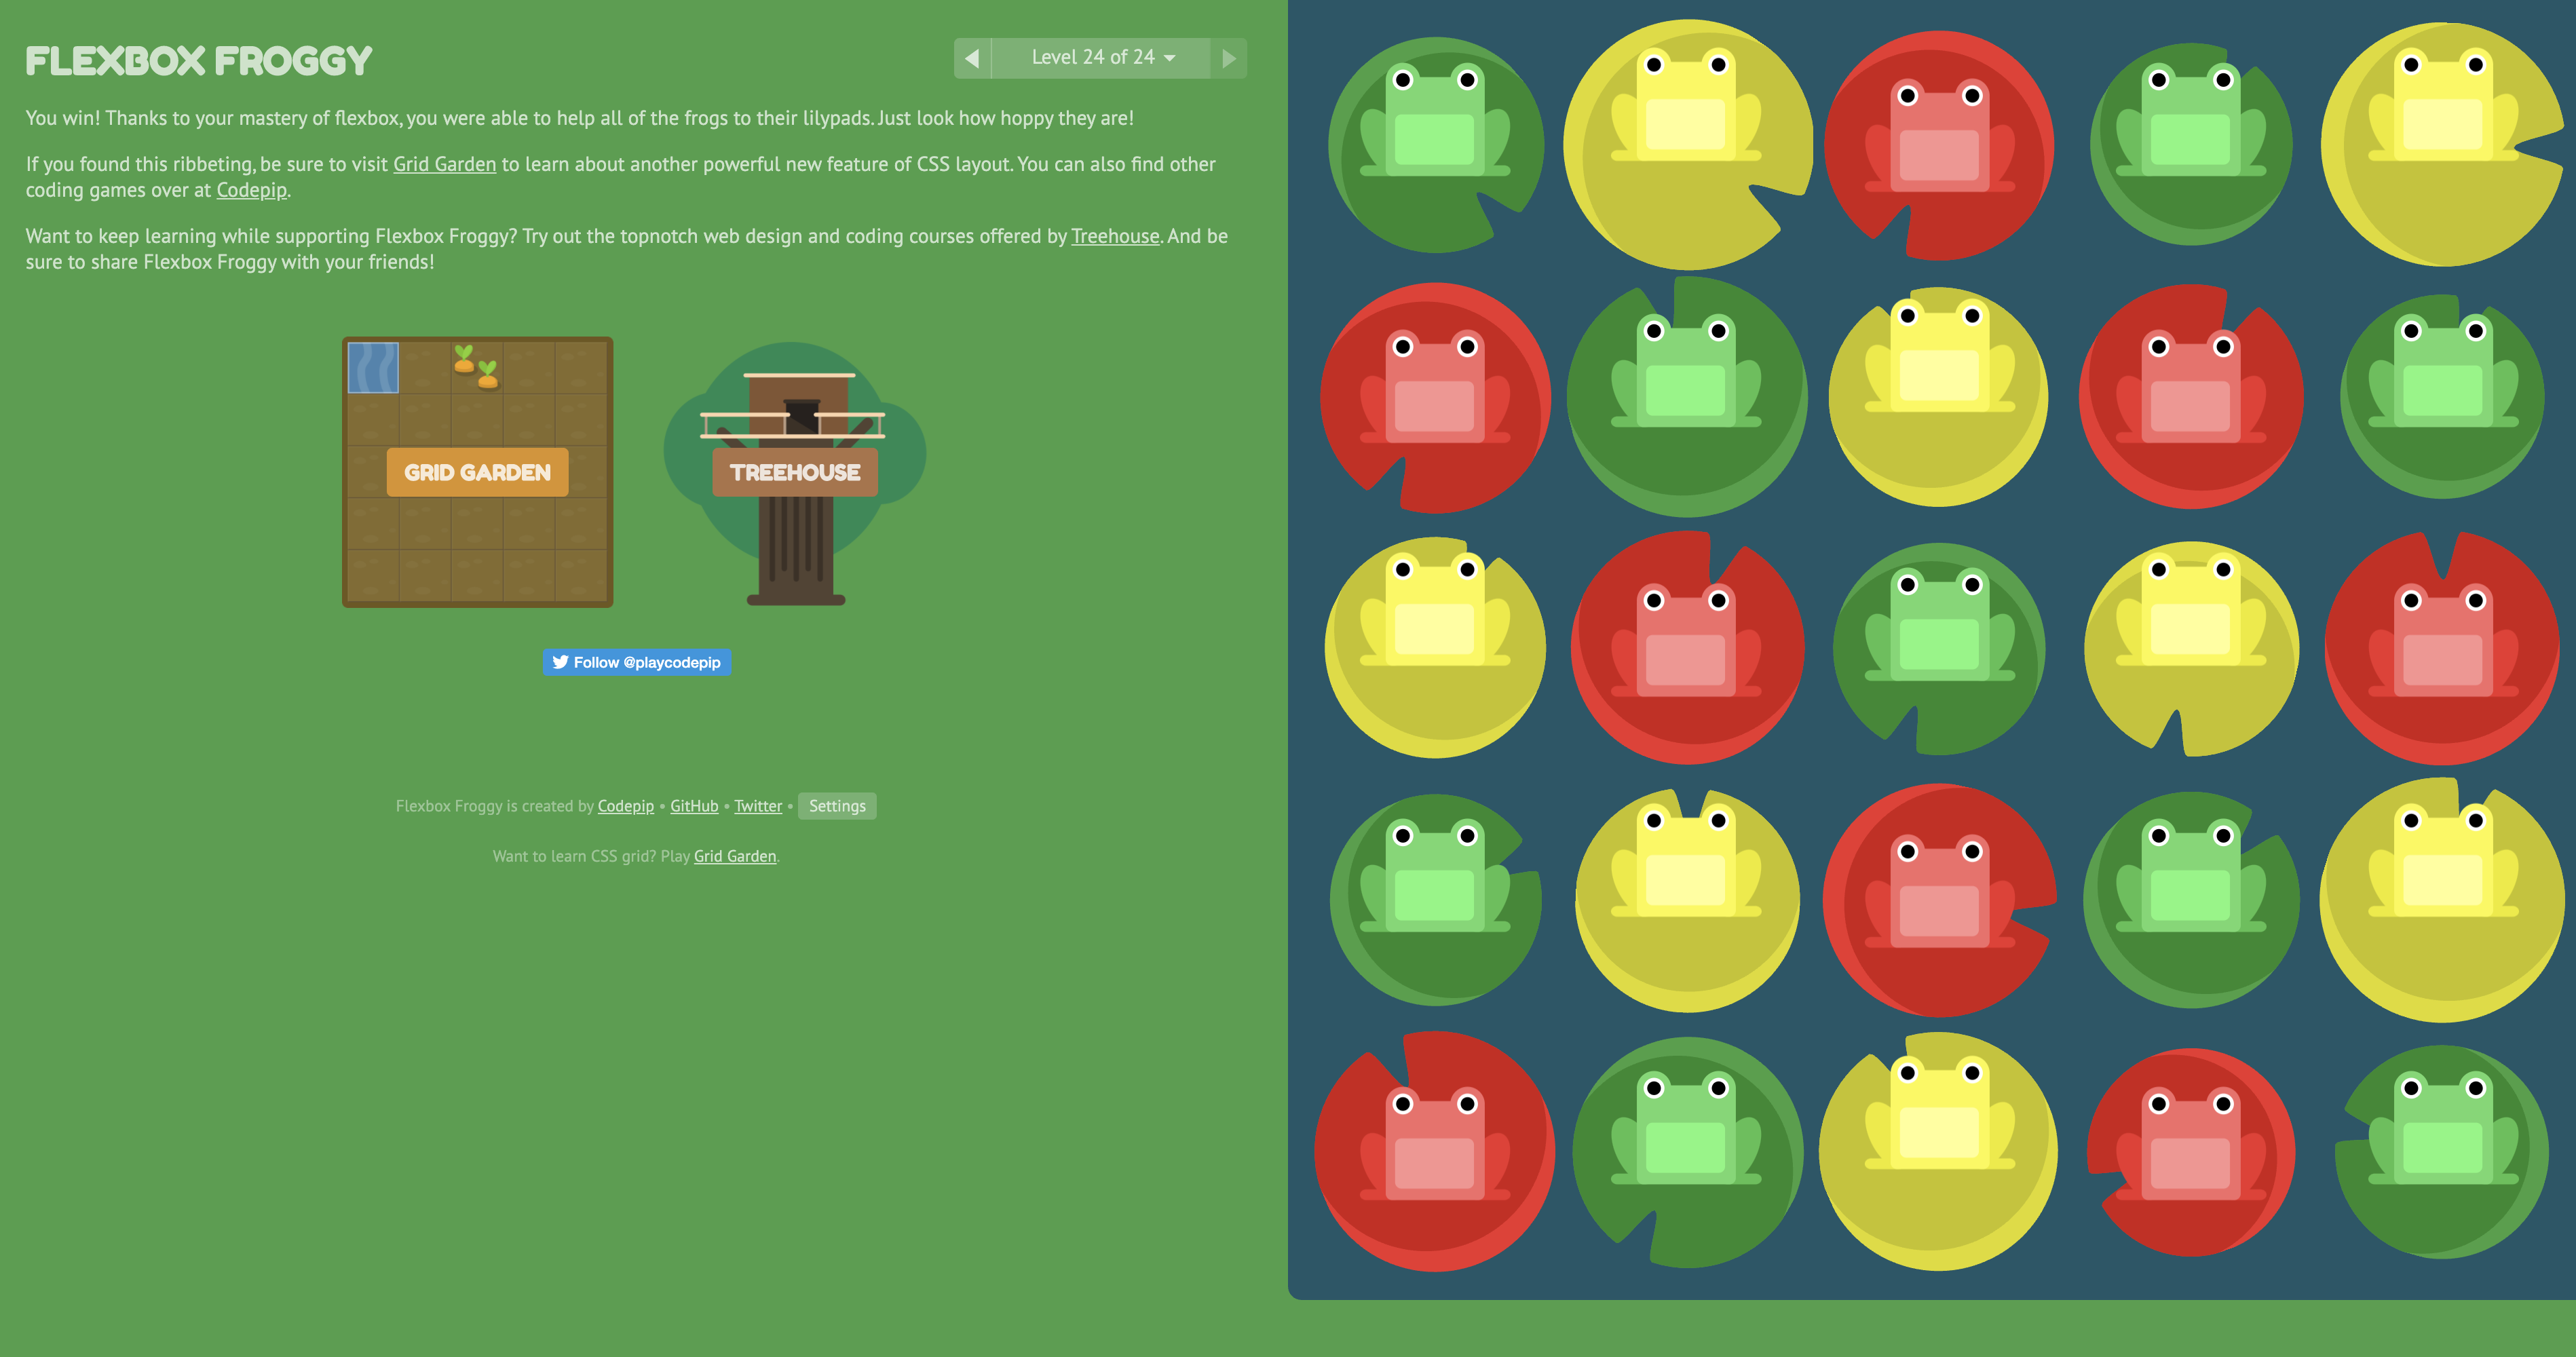 FLEXBOX FROGGY
Level 24 of 24
You win! Thanks to your mastery of flexbox, you were able to help all of the frogs to their lilypads. Just look how hoppy they are!
If you found this ribbeting, be sure to visit Grid Garden to learn about another powerful new feature of CSS layout. You can also find other
coding games over at Codepip.
Want to keep learning while supporting Flexbox Froggy? Try out the topnotch web design and coding courses offered by Treehouse. And be
sure to share Flexbox Froggy with your friends!
GRID GARDEN
TREEHOUSE
Follow @playcodepip
Flexbox Froggy is created by Codepip • GitHub • Twitter • Settings
Want to learn CSS grid? Play Grid Garden.